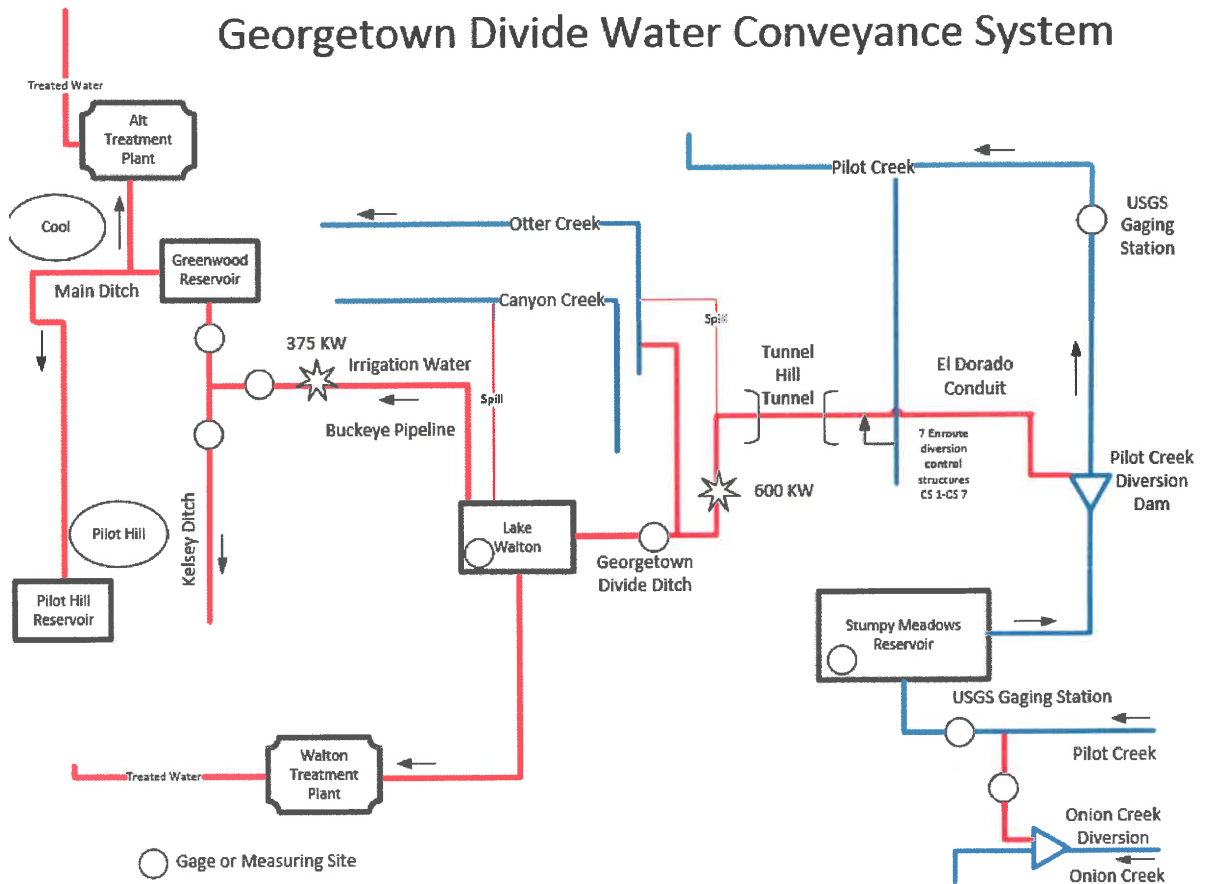 Georgetown Divide Water Conveyance System
Treated Water
Alt
Treatment
Plant
Cool
Greenwood
Reservoir
Main Ditch
Otter Creek
Canyon Creek
Pilot Creek
USGS
Gaging
Station
375 KW
Irrigation Water
Buckeye Pipeline
Spill
Spill
Tunnel
Hill
Tunnel
El Dorado
Conduit
7 Enroute
diversion
control
structures
CS 1-CS 7
Pilot Creek
Diversion
Dam
600 KW
Pilot Hill
Kelsey Ditch
Lake
Walton
Georgetown
Divide Ditch
Pilot Hill
Reservoir
Stumpy Meadows
Reservoir
USGS Gaging Station
Pilot Creek
Walton
Treatment
Plant
Treated Water
Onion Creek
Diversion
Onion Creek
Gage or Measuring Site